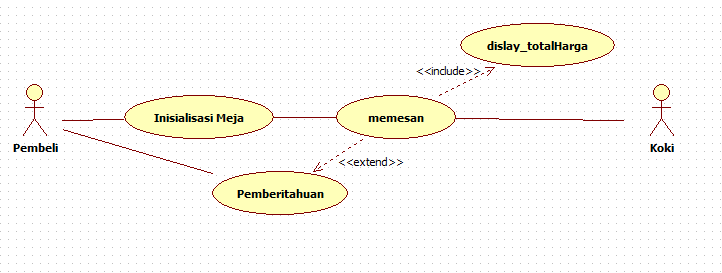 dislay_totalHarga
<<include>>
Inisialisasi Meja
memesan
Pembeli
Koki
<<extend>>
Pemberitahuan